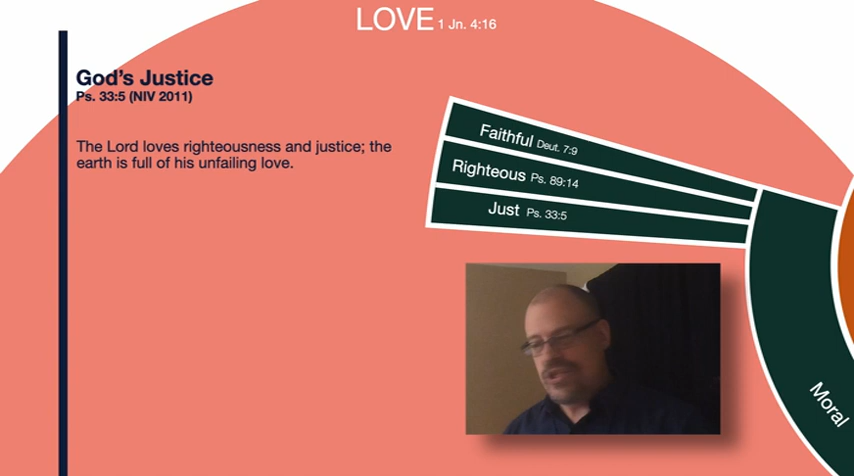 LOVE 1 Jn. 4:16
God's Justice
Ps. 33:5 (NIV 2011)
The Lord loves righteousness and justice; the
earth is full of his unfailing love.
Faithful Deut. 7:9
Righteous Ps. 89:14
Just Ps. 33:5
Moral